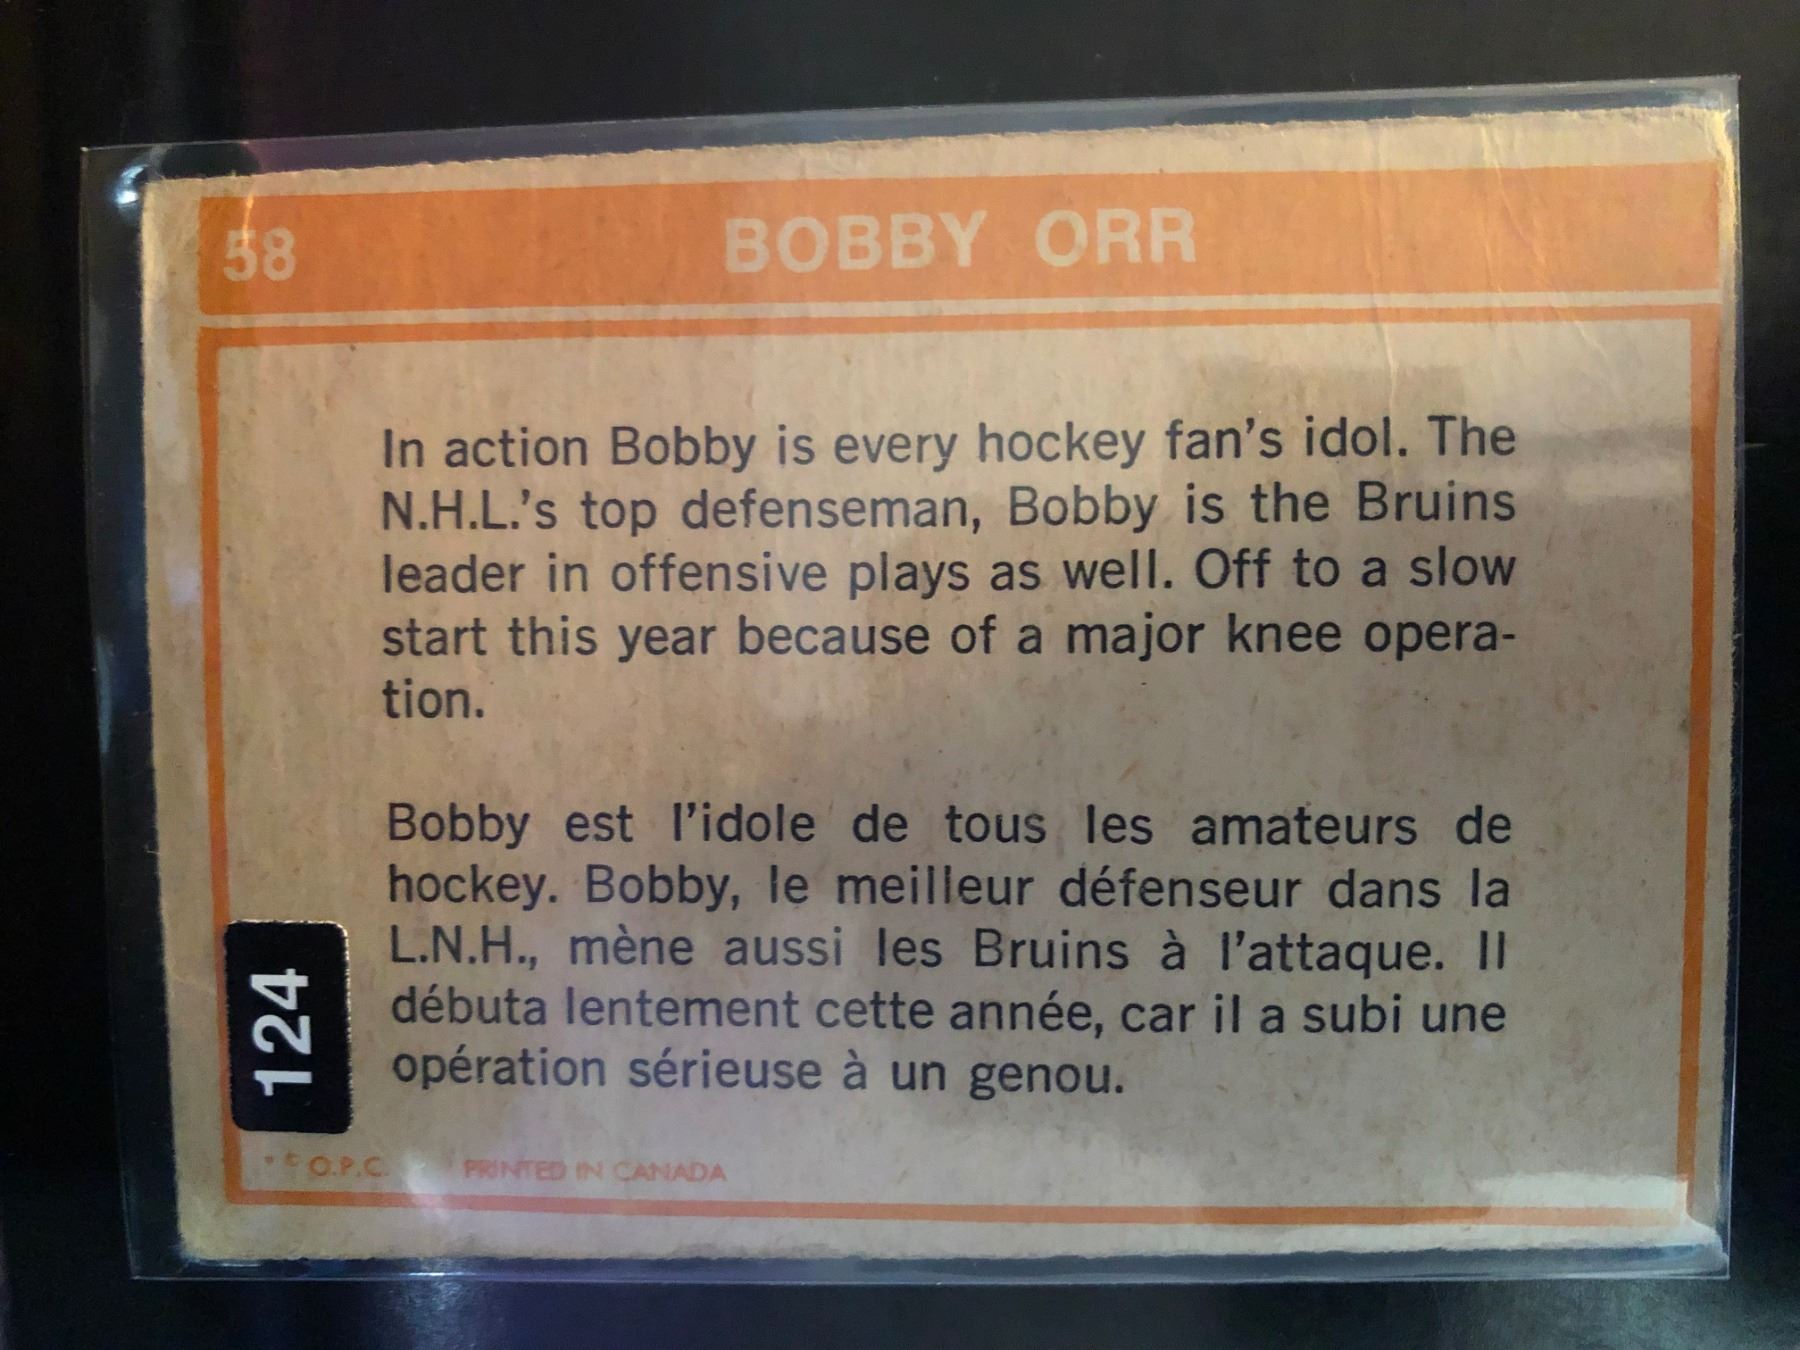 58 BOBBY ORR
In action Bobby is every hockey fan's idol. The
N.H.L.'s top defenseman, Bobby is the Bruins
leader in offensive plays as well. Off to a slow
start this year because of a major knee opera-
tion.
Bobby est l'idole de tous les amateurs de
hockey. Bobby, le meilleur défenseur dans la
L.N.H., mène aussi les Bruins à l'attaque. Il
débuta lentement cette année, car il a subi une
opération sérieuse à un genou.
124
* © O.P.C. PRINTED IN CANADA